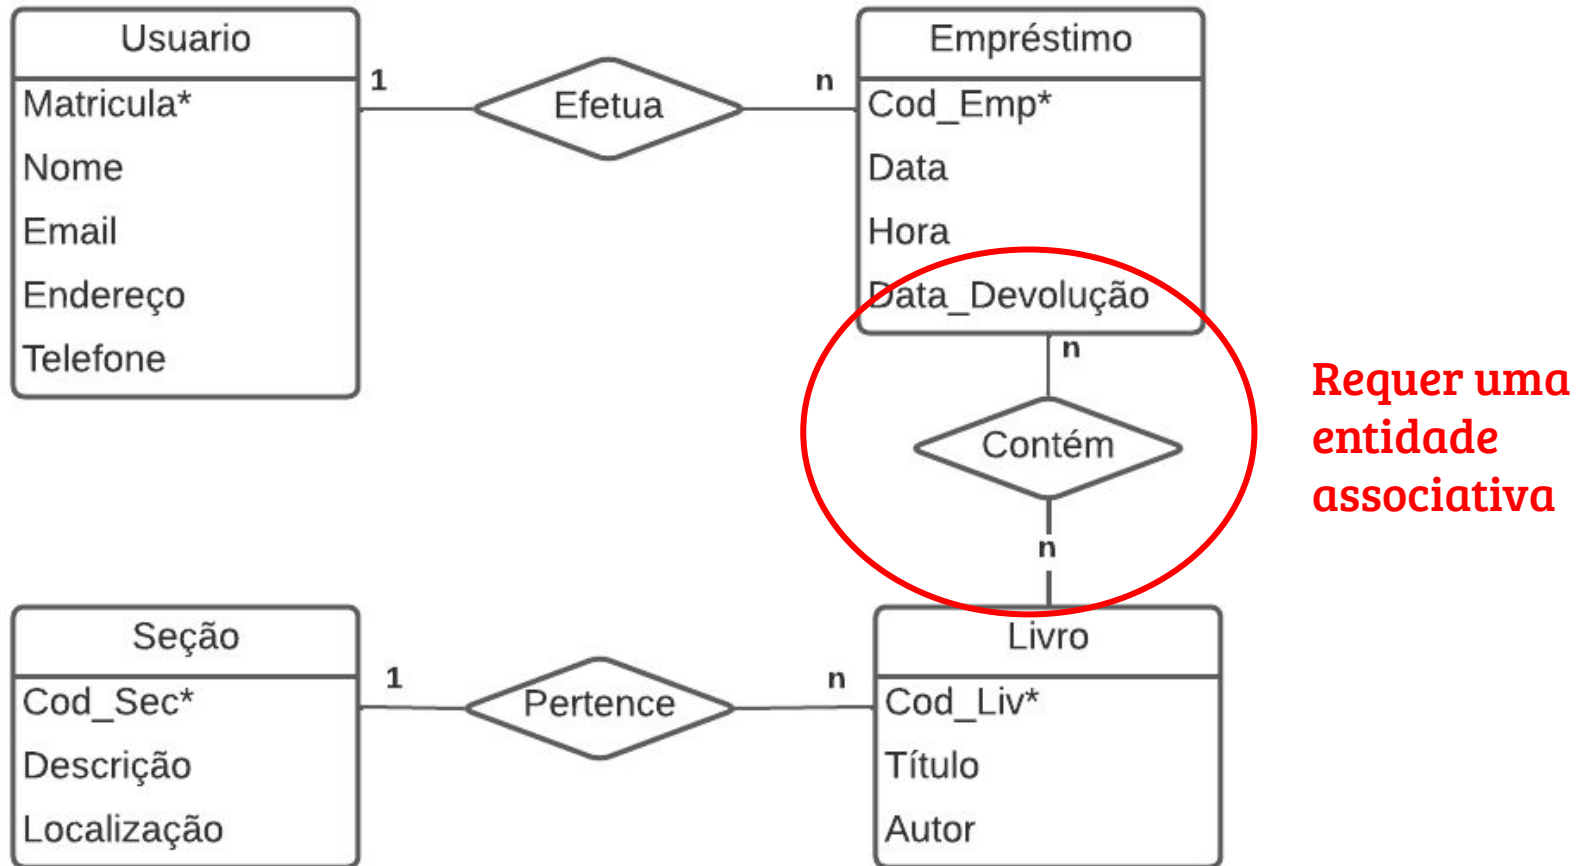 Usuario
Matricula*
Nome
Email
Endereço
Telefone
1
Efetua
n
Empréstimo
Cod_Emp*
Data
Hora
Data_Devolução
n
Contém
n
Requer uma
entidade
associativa
Seção
Cod_Sec*
Descrição
Localização
1
Pertence
n
Livro
Cod_Liv*
Título
Autor